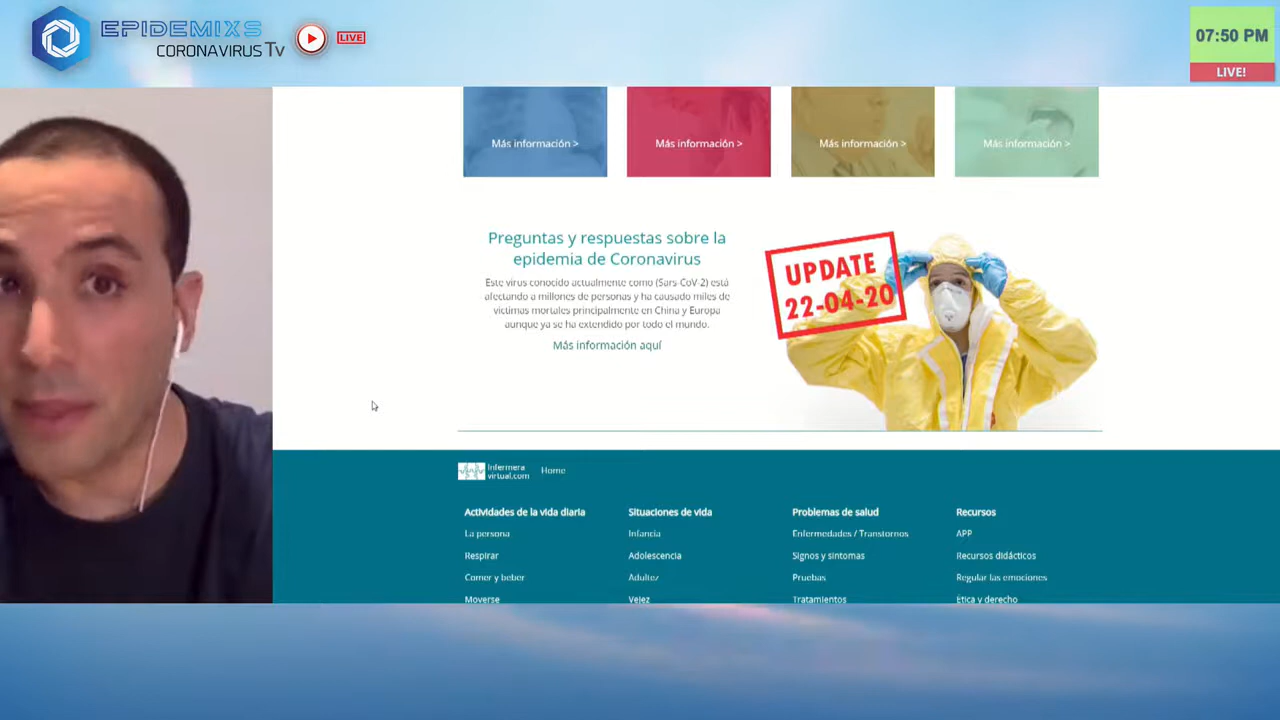 EPIDEMIXS
CORONAVIRUS Tv
LIVE
07:50 PM
LIVE!
Más información >
Más información >
Más información >
Más información >
Preguntas y respuestas sobre la
epidemia de Coronavirus
Este virus conocido actualmente como (Sars-CoV-2) está
afectando a millones de personas y ha causado miles de
víctimas mortales principalmente en China y Europa
aunque ya se ha extendido por todo el mundo.
Más información aquí
UPDATE
22-04-20
Infermera
virtual.com
Home
Actividades de la vida diaria
La persona
Respirar
Comer y beber
Moverse
Situaciones de vida
Infancia
Adolescencia
Adultez
Vejez
Problemas de salud
Enfermedades / Transtornos
Signos y síntomas
Pruebas
Tratamientos
Recursos
APP
Recursos didácticos
Regular las emociones
Ética y derecho